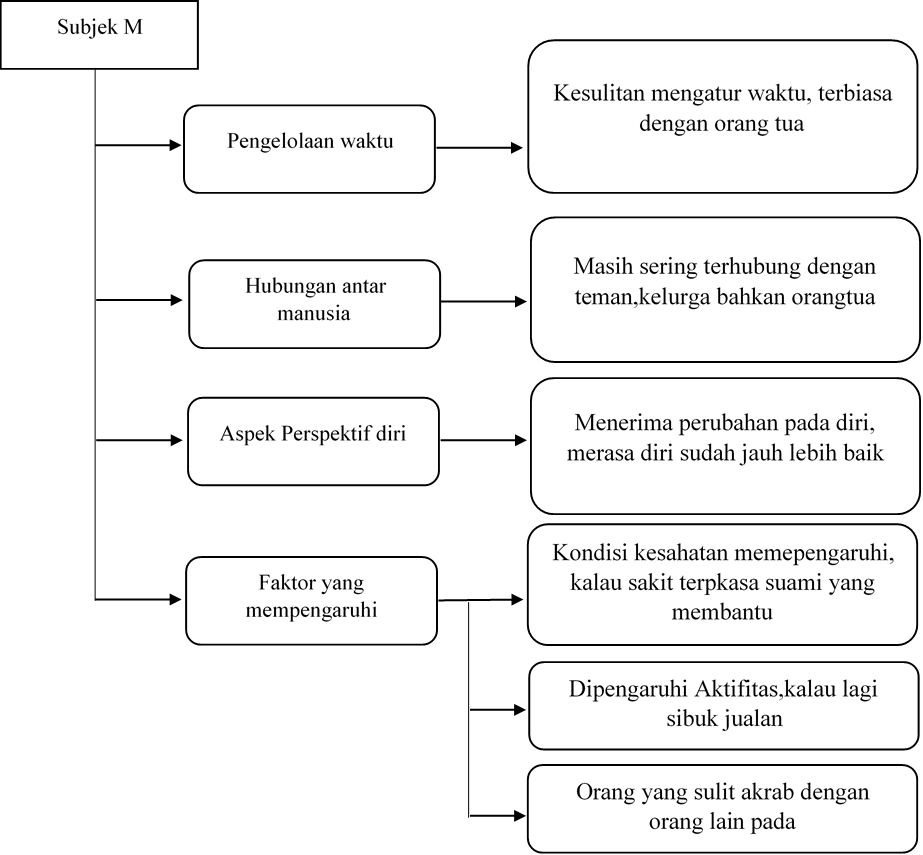 Subjek M
Pengelolaan waktu
Kesulitan mengatur waktu, terbiasa
dengan orang tua
Hubungan antar
manusia
Masih sering terhubung dengan
teman,kelurga bahkan orangtua
Aspek Perspektif diri
Menerima perubahan pada diri,
merasa diri sudah jauh lebih baik
Faktor yang
mempengaruhi
Kondisi kesahatan memepengaruhi,
kalau sakit terpkasa suami yang
membantu
Dipengaruhi Aktifitas,kalau lagi
sibuk jualan
Orang yang sulit akrab dengan
orang lain pada